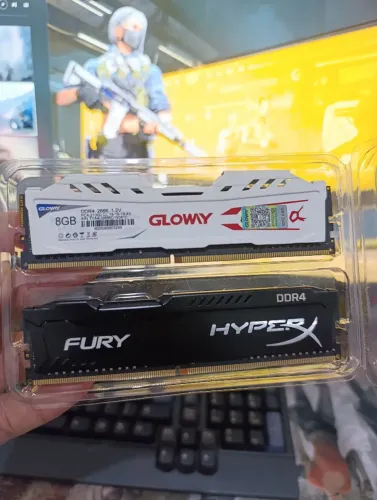 GLOWAY
DDR4 2666 1.2V
8GB
GLOWAY
α
DDR4
FURY
HYPERX